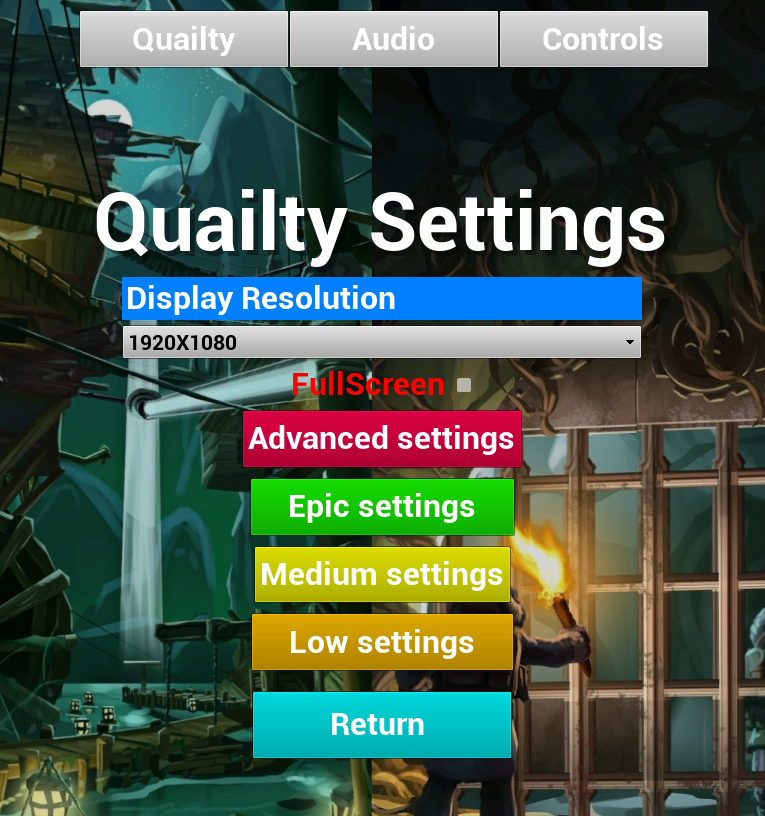 Quailty
Audio
Controls
Quailty Settings
Display Resolution
1920X1080
FullScreen
Advanced settings
Epic settings
Medium settings
Low settings
Return